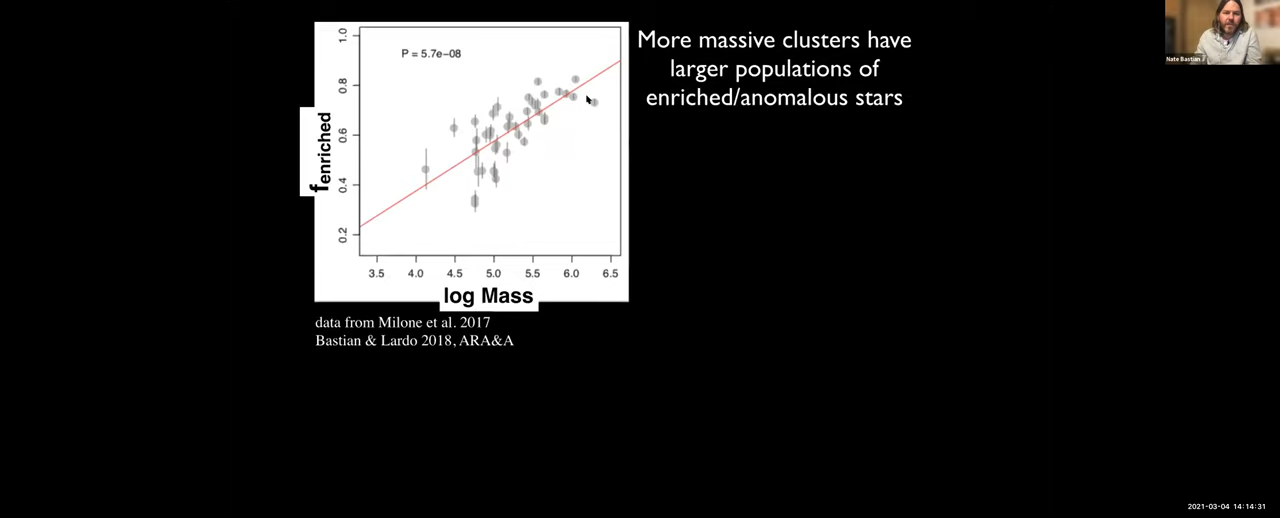 More massive clusters have
larger populations of
enriched/anomalous stars
P = 5.7e−08
fenriched
1.0
0.8
0.6
0.4
0.2
3.5 4.0 4.5 5.0 5.5 6.0 6.5
log Mass
data from Milone et al. 2017
Bastian & Lardo 2018, ARA&A
Nate Bastian
2021-03-04 14:14:31